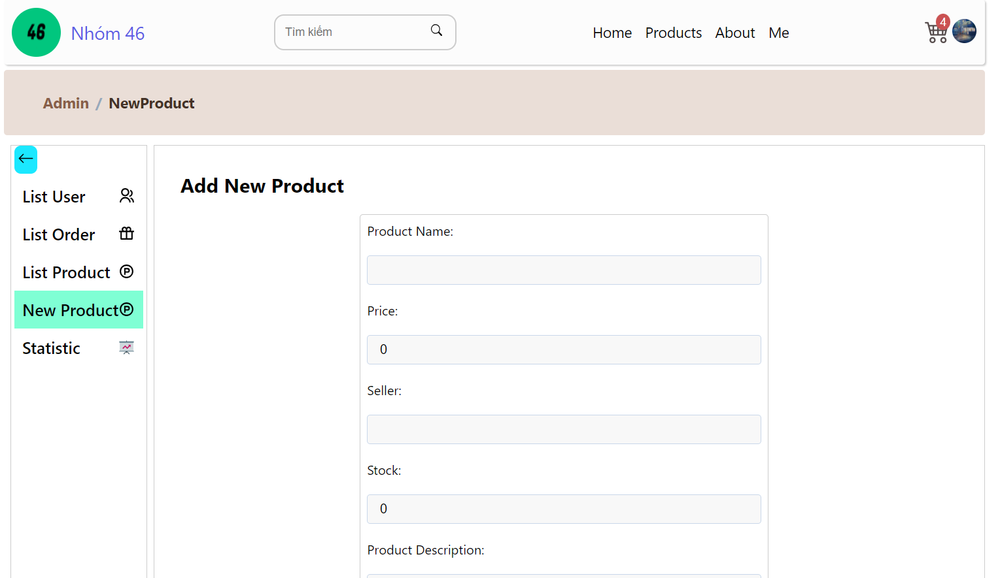 46
Nhóm 46
Tìm kiếm
Home Products About Me
4
Admin / NewProduct
List User
List Order
List Product
New Product
Statistic
Add New Product
Product Name:
Price:
0
Seller:
Stock:
0
Product Description: